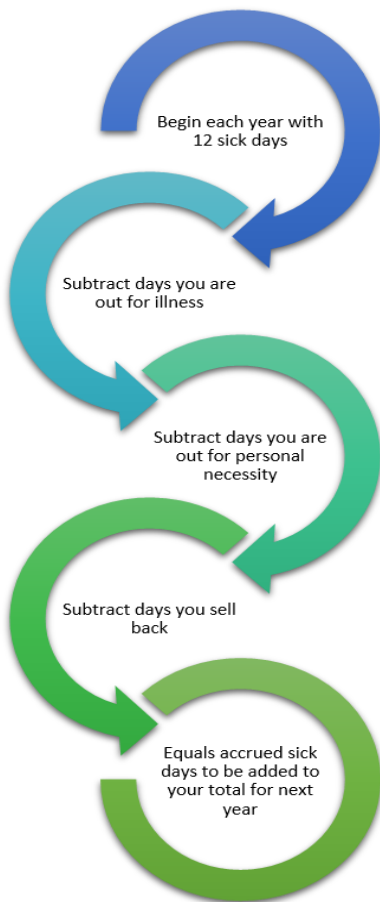 Begin each year with
12 sick days
Subtract days you are
out for illness
Subtract days you are
out for personal
necessity
Subtract days you sell
back
Equals accrued sick
days to be added to
your total for next
year